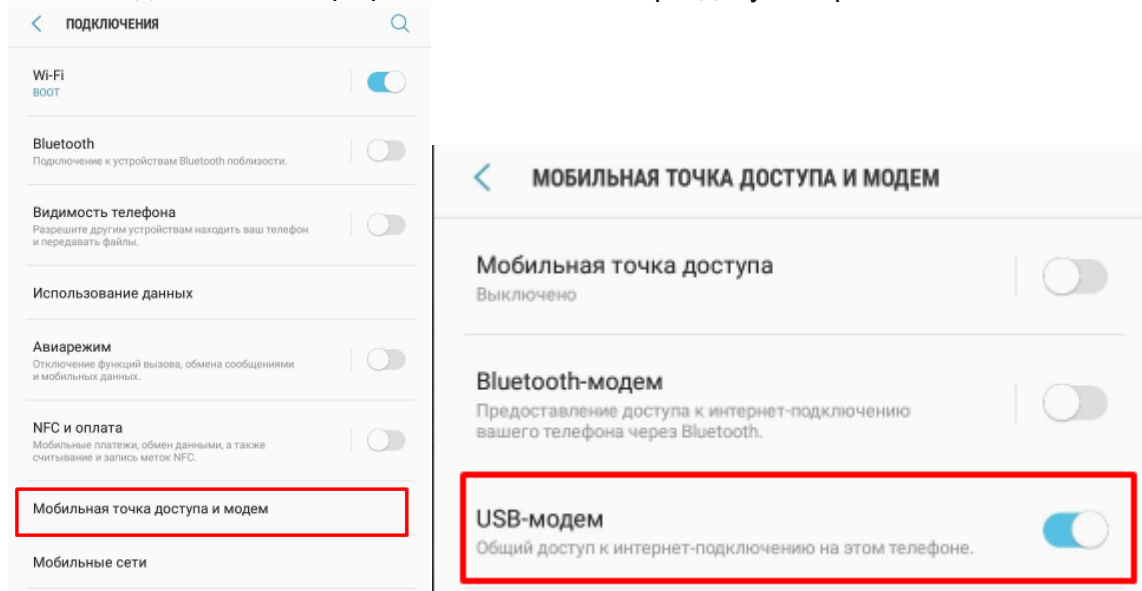 ПОДКЛЮЧЕНИЯ
Wi-Fi
BOOT
Bluetooth
Подключение к устройствам Bluetooth поблизости.
Видимость телефона
Разрешите другим устройствам находить ваш телефон
и передавать файлы.
Использование данных
Авиарежим
Отключение функций вызова, обмена сообщениями
и мобильных данных.
NFC и оплата
Мобильные платежи, обмен данными, а также
считывание и запись меток NFC.
Мобильная точка доступа и модем
Мобильные сети
МОБИЛЬНАЯ ТОЧКА ДОСТУПА И МОДЕМ
Мобильная точка доступа
Выключено
Bluetooth-модем
Предоставление доступа к интернет-подключению
вашего телефона через Bluetooth.
USB-модем
Общий доступ к интернет-подключению на этом телефоне.